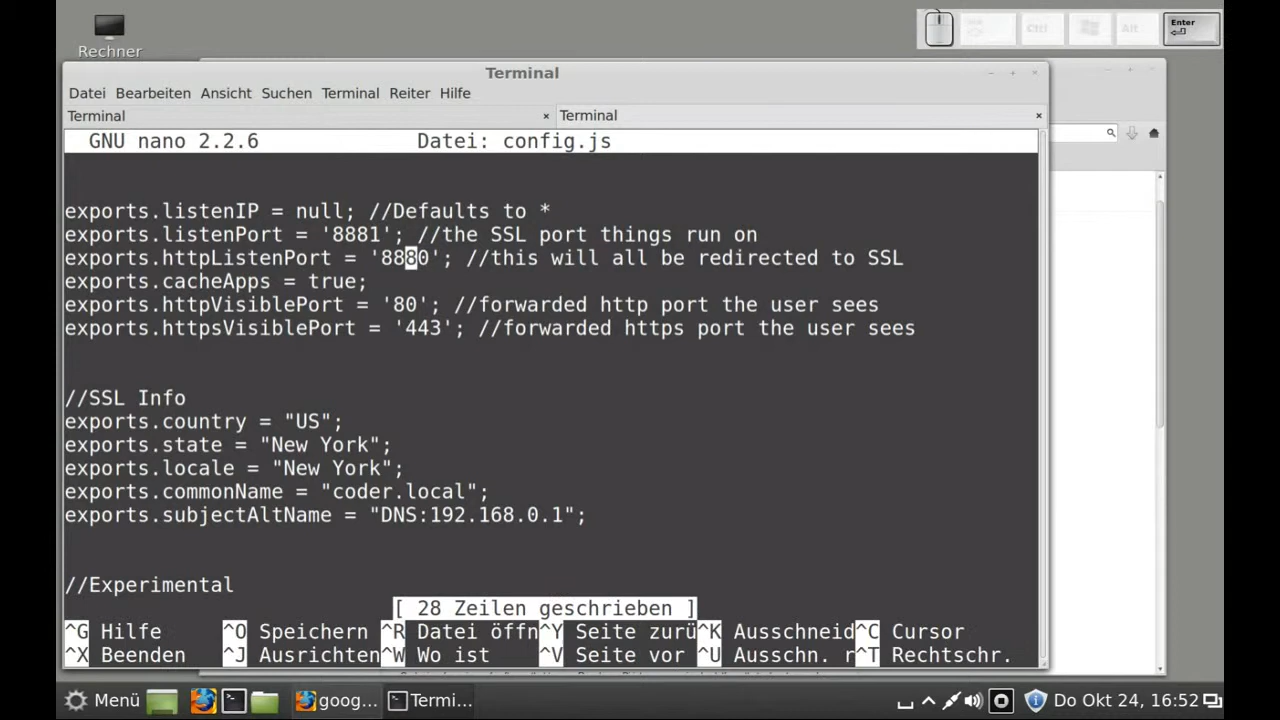 Rechner
Ctrl
Alt
Enter
Terminal
Datei Bearbeiten Ansicht Suchen Terminal Reiter Hilfe
Terminal × Terminal ×
GNU nano 2.2.6 Datei: config.js
exports.listenIP = null; //Defaults to *
exports.listenPort = '8881'; //the SSL port things run on
exports.httpListenPort = '8880'; //this will all be redirected to SSL
exports.cacheApps = true;
exports.httpVisiblePort = '80'; //forwarded http port the user sees
exports.httpsVisiblePort = '443'; //forwarded https port the user sees
//SSL Info
exports.country = "US";
exports.state = "New York";
exports.locale = "New York";
exports.commonName = "coder.local";
exports.subjectAltName = "DNS:192.168.0.1";
//Experimental
[ 28 Zeilen geschrieben ]
^G Hilfe ^O Speichern ^R Datei öffn^Y Seite zurü^K Ausschneid^C Cursor
^X Beenden ^J Ausrichten^W Wo ist ^V Seite vor ^U Ausschn. r^T Rechtschr.
Menü goog... Termi... Do Okt 24, 16:52